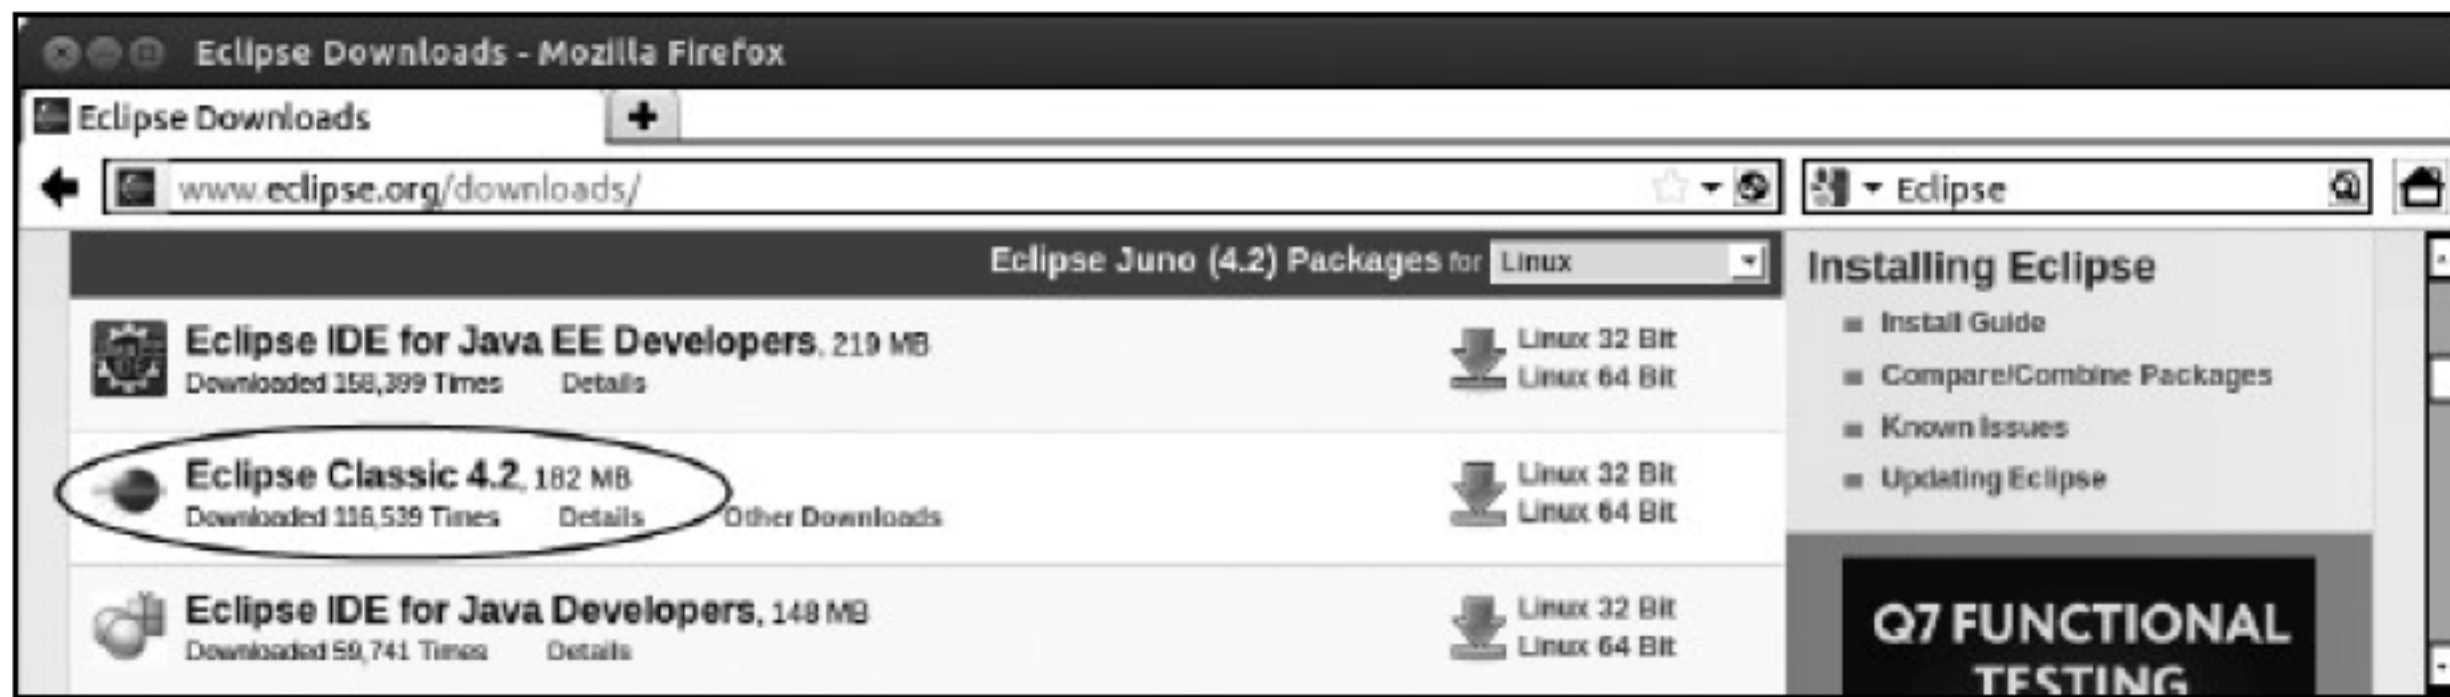 Eclipse Downloads - Mozilla Firefox
Eclipse Downloads
www.eclipse.org/downloads/
Eclipse
Eclipse Juno (4.2) Packages for Linux
Eclipse IDE for Java EE Developers, 219 MB
Downloaded 158,399 Times Details
Linux 32 Bit
Linux 64 Bit
Eclipse Classic 4.2, 182 MB
Downloaded 116,539 Times Details Other Downloads
Linux 32 Bit
Linux 64 Bit
Eclipse IDE for Java Developers, 148 MB
Downloaded 59,741 Times Details
Linux 32 Bit
Linux 64 Bit
Installing Eclipse
Install Guide
Compare/Combine Packages
Known Issues
Updating Eclipse
Q7 FUNCTIONAL
TESTING